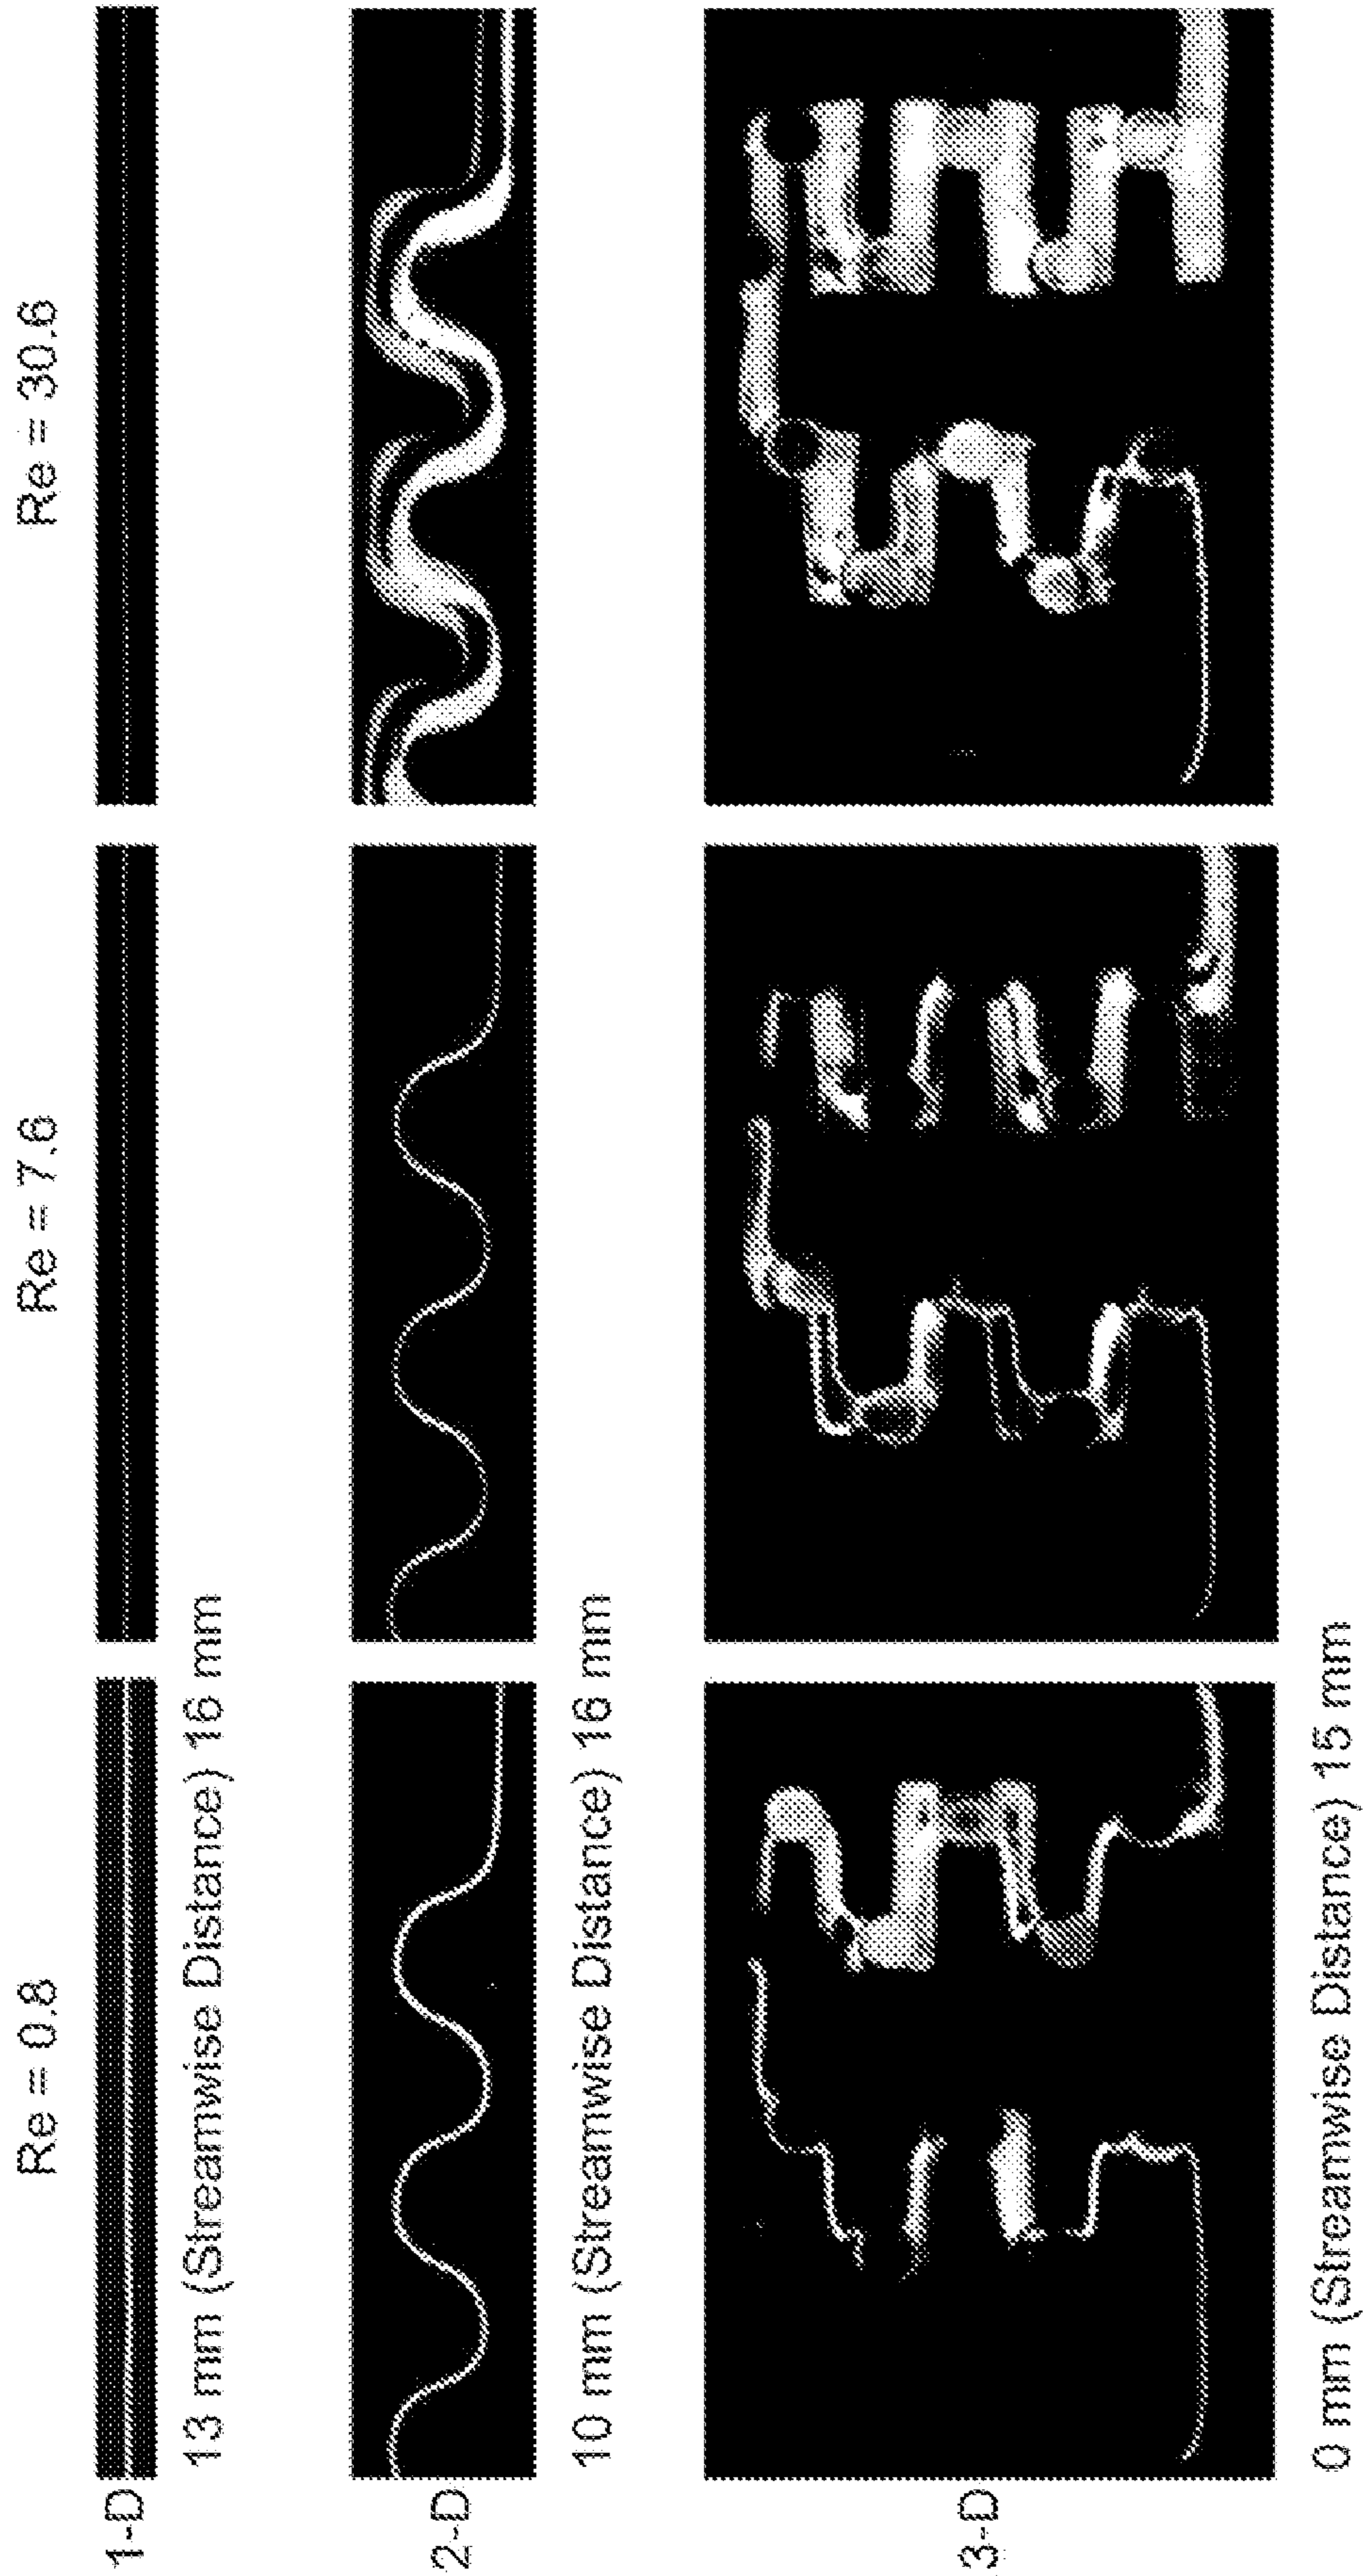 Re = 0.8
Re = 7.6
Re = 30.6
1-D
13 mm (Streamwise Distance) 16 mm
2-D
10 mm (Streamwise Distance) 16 mm
3-D
0 mm (Streamwise Distance) 15 mm